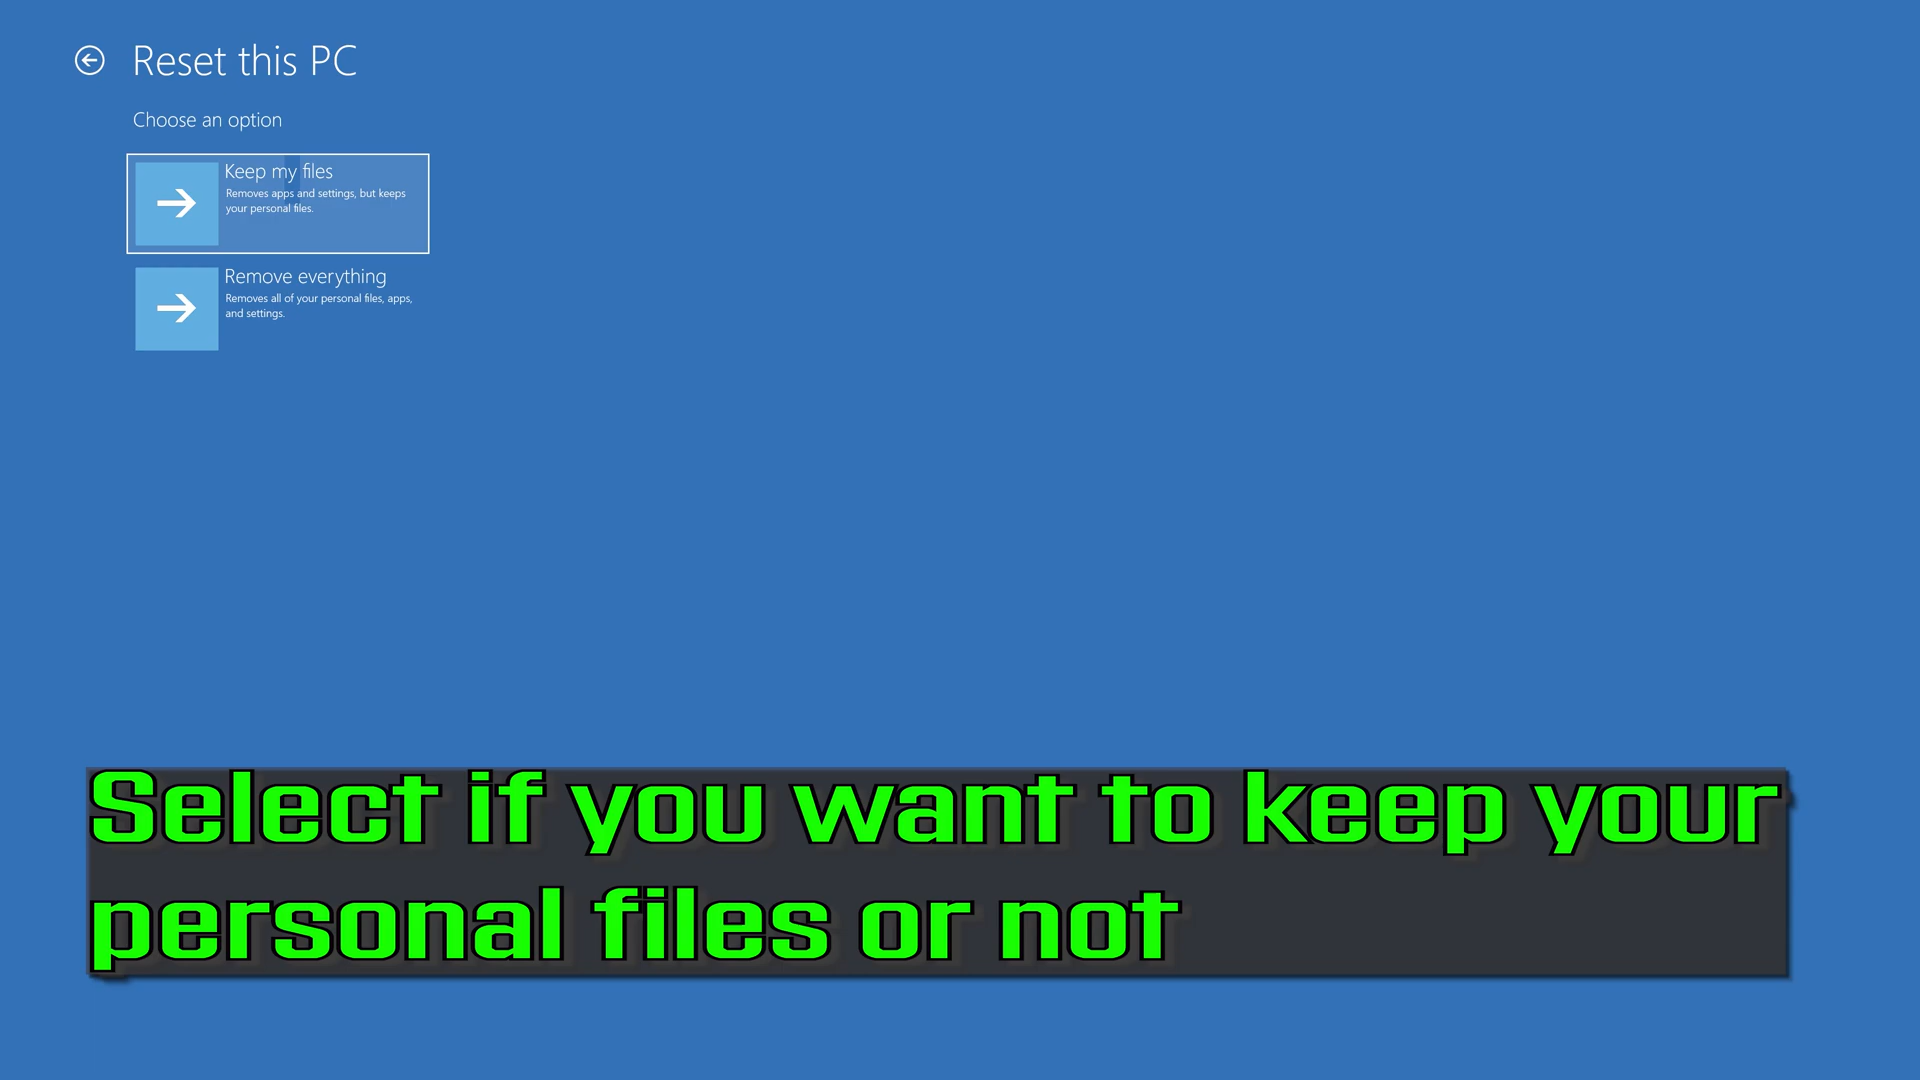 Reset this PC
Choose an option
Keep my files
Removes apps and settings, but keeps
your personal files.
Remove everything
Removes all of your personal files, apps,
and settings.
Select if you want to keep your
personal files or not